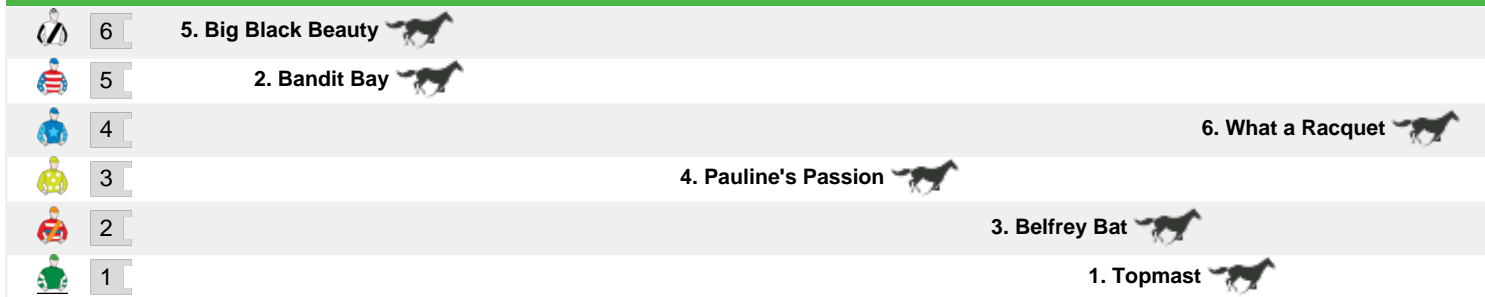 6 5. Big Black Beauty
5 2. Bandit Bay
4 6. What a Racquet
3 4. Pauline's Passion
2 3. Belfrey Bat
1 1. Topmast